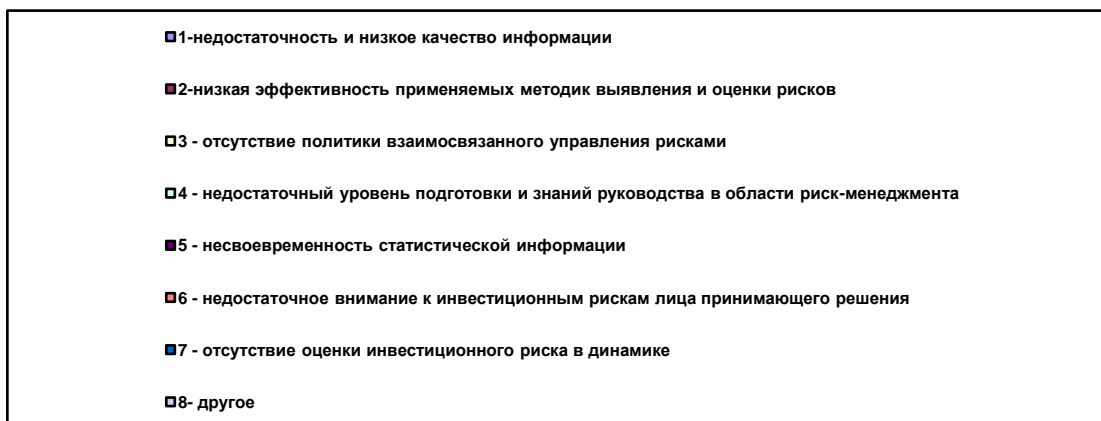 1-недостаточность и низкое качество информации
2-низкая эффективность применяемых методик выявления и оценки рисков
3 - отсутствие политики взаимосвязанного управления рисками
4 - недостаточный уровень подготовки и знаний руководства в области риск-менеджмента
5 - несвоевременность статистической информации
6 - недостаточное внимание к инвестиционным рискам лица принимающего решения
7 - отсутствие оценки инвестиционного риска в динамике
8- другое